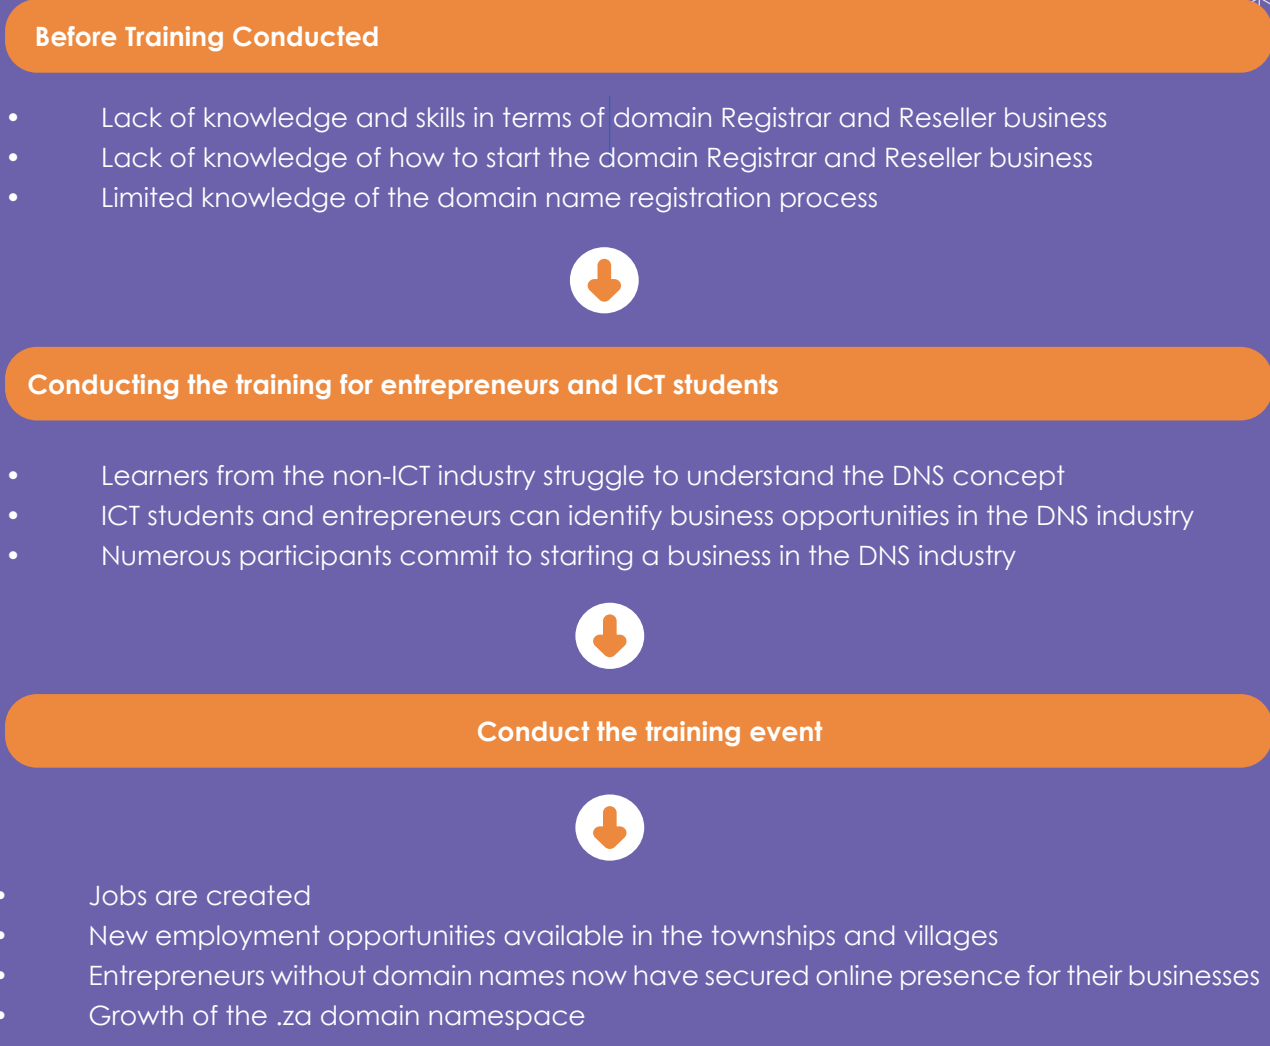 Before Training Conducted
• Lack of knowledge and skills in terms of domain Registrar and Reseller business
• Lack of knowledge of how to start the domain Registrar and Reseller business
• Limited knowledge of the domain name registration process
Conducting the training for entrepreneurs and ICT students
• Learners from the non-ICT industry struggle to understand the DNS concept
• ICT students and entrepreneurs can identify business opportunities in the DNS industry
• Numerous participants commit to starting a business in the DNS industry
Conduct the training event
• Jobs are created
• New employment opportunities available in the townships and villages
• Entrepreneurs without domain names now have secured online presence for their businesses
• Growth of the .za domain namespace